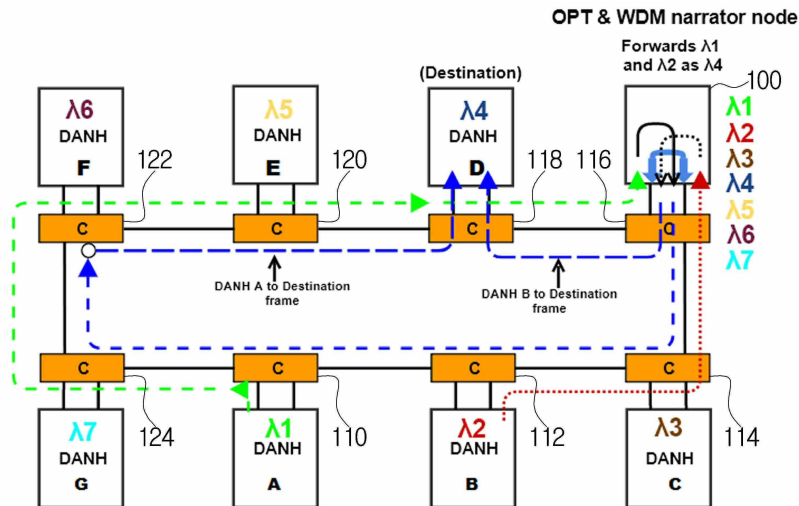 OPT & WDM narrator node
Forwards λ1
and λ2 as λ4
(Destination)
100
λ6
DANH
F
λ5
DANH
E
λ4
DANH
D
λ1
λ2
λ3
λ4
λ5
λ6
λ7
122
120
118
116
C
C
C
C
DANH A to Destination
frame
DANH B to Destination
frame
C
C
C
C
124
110
112
114
λ7
DANH
G
λ1
DANH
A
λ2
DANH
B
λ3
DANH
C